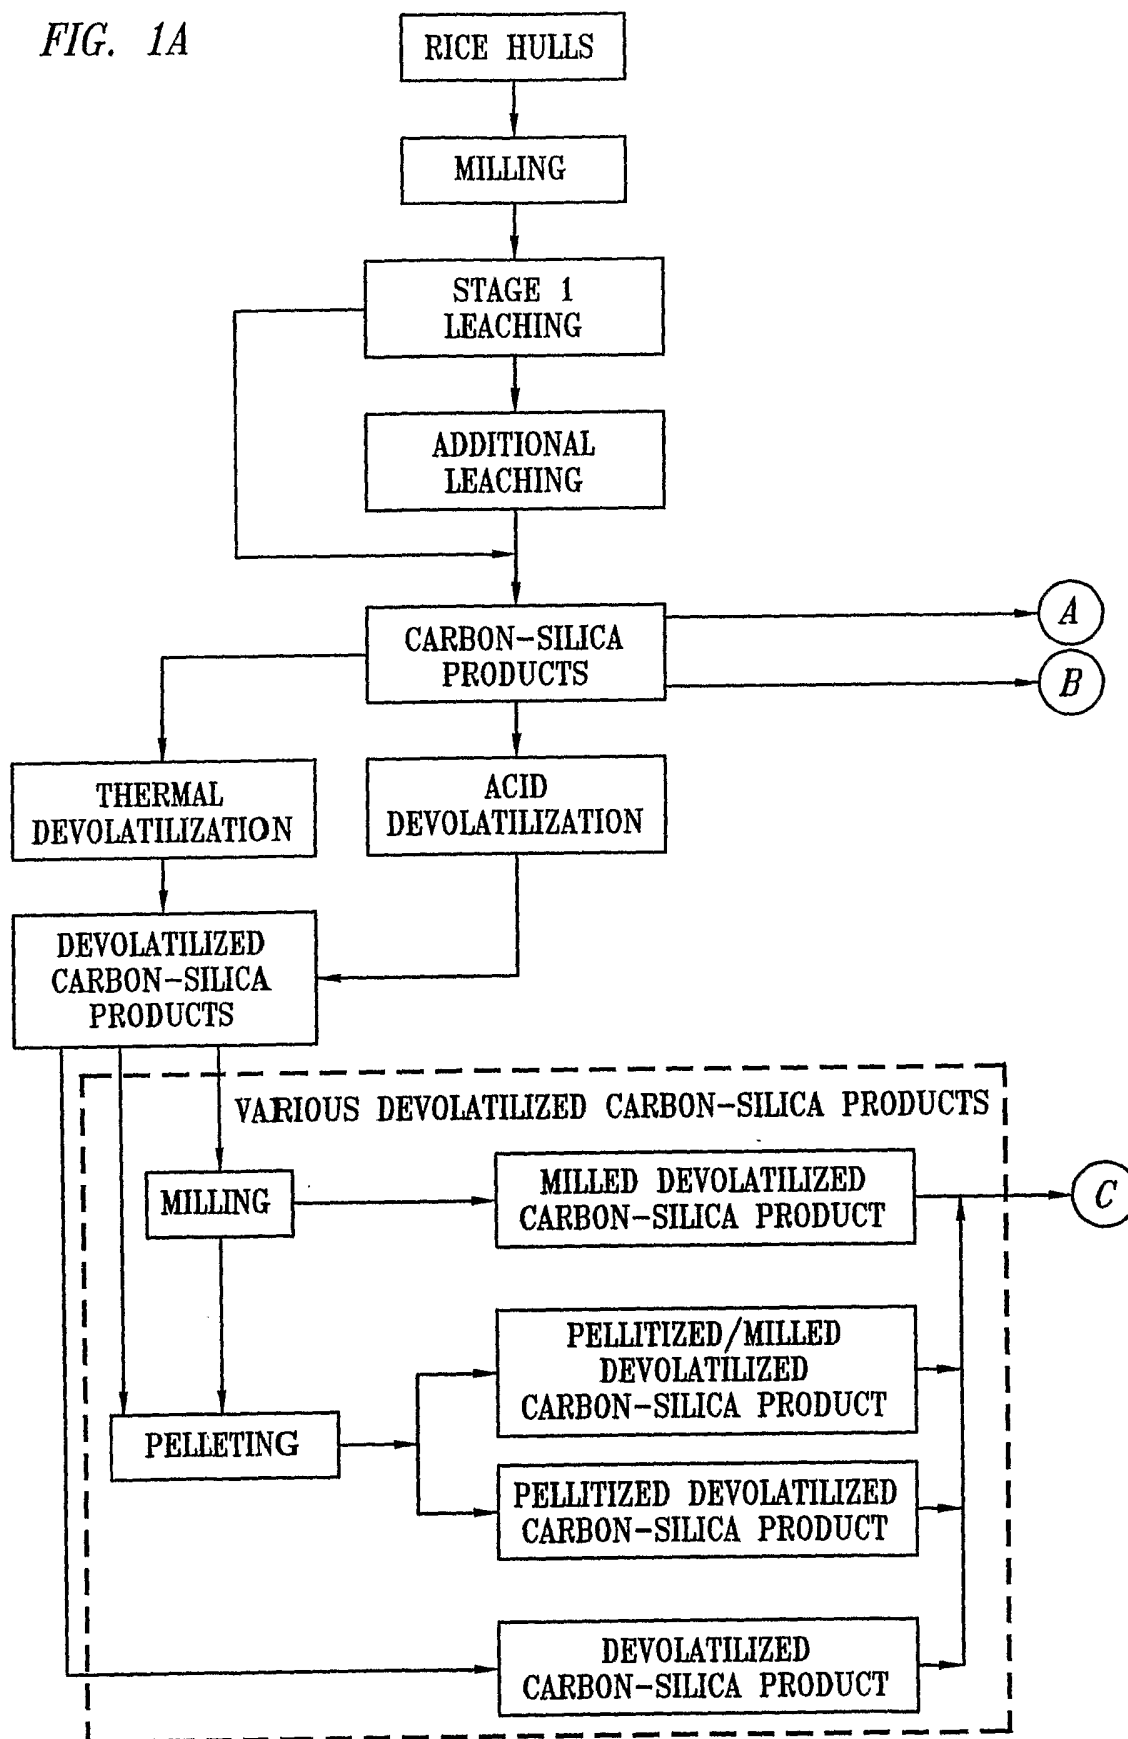 FIG. 1A
RICE HULLS
MILLING
STAGE 1
LEACHING
ADDITIONAL
LEACHING
CARBON-SILICA
PRODUCTS
A
B
THERMAL
DEVOLATILIZATION
ACID
DEVOLATILIZATION
DEVOLATILIZED
CARBON-SILICA
PRODUCTS
VARIOUS DEVOLATILIZED CARBON-SILICA PRODUCTS
MILLING
MILLED DEVOLATILIZED
CARBON-SILICA PRODUCT
C
PELLITIZED/MILLED
DEVOLATILIZED
CARBON-SILICA PRODUCT
PELLETING
PELLITIZED DEVOLATILIZED
CARBON-SILICA PRODUCT
DEVOLATILIZED
CARBON-SILICA PRODUCT